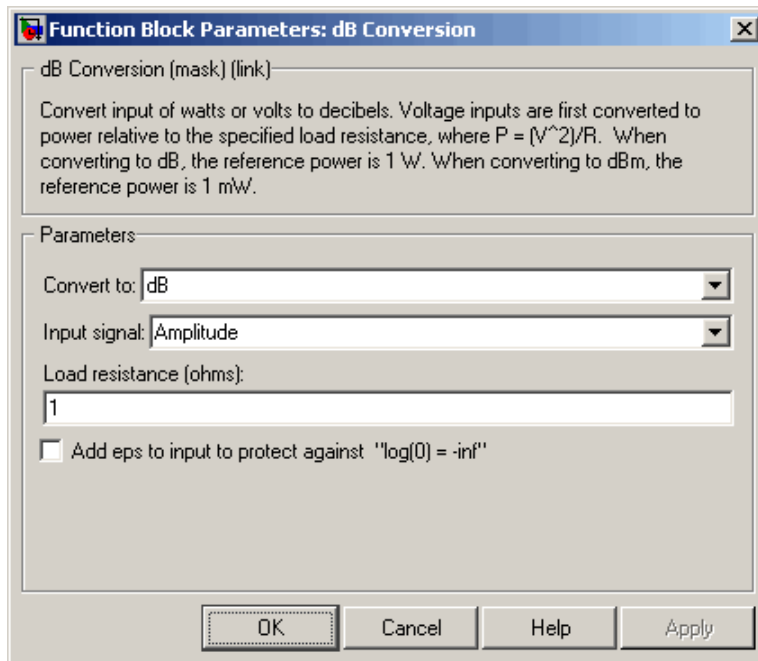 Function Block Parameters: dB Conversion
dB Conversion (mask) (link)
Convert input of watts or volts to decibels. Voltage inputs are first converted to
power relative to the specified load resistance, where P = (V^2)/R.  When
converting to dB, the reference power is 1 W. When converting to dBm, the
reference power is 1 mW.
Parameters
Convert to: dB
Input signal: Amplitude
Load resistance (ohms):
1
Add eps to input to protect against  "log(0) = -inf"
OK Cancel Help Apply